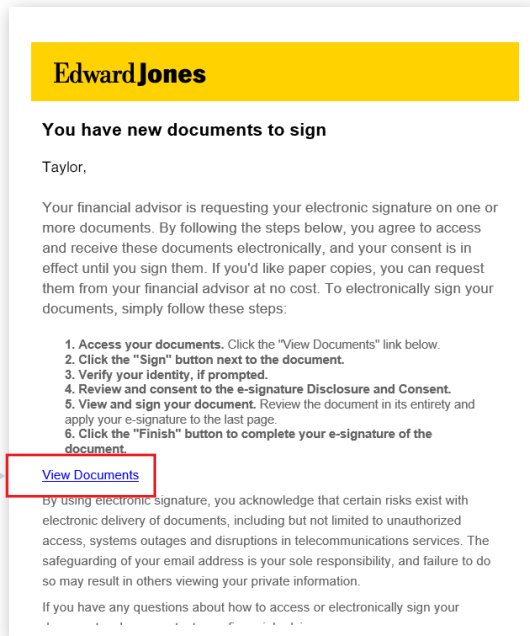 Edward Jones
You have new documents to sign
Taylor,
Your financial advisor is requesting your electronic signature on one or
more documents. By following the steps below, you agree to access
and receive these documents electronically, and your consent is in
effect until you sign them. If you'd like paper copies, you can request
them from your financial advisor at no cost. To electronically sign your
documents, simply follow these steps:
1. Access your documents. Click the "View Documents" link below.
2. Click the "Sign" button next to the document.
3. Verify your identity, if prompted.
4. Review and consent to the e-signature Disclosure and Consent.
5. View and sign your document. Review the document in its entirety and
apply your e-signature to the last page.
6. Click the "Finish" button to complete your e-signature of the
document.
View Documents
By using electronic signature, you acknowledge that certain risks exist with
electronic delivery of documents, including but not limited to unauthorized
access, systems outages and disruptions in telecommunications services. The
safeguarding of your email address is your sole responsibility, and failure to do
so may result in others viewing your private information.
If you have any questions about how to access or electronically sign your